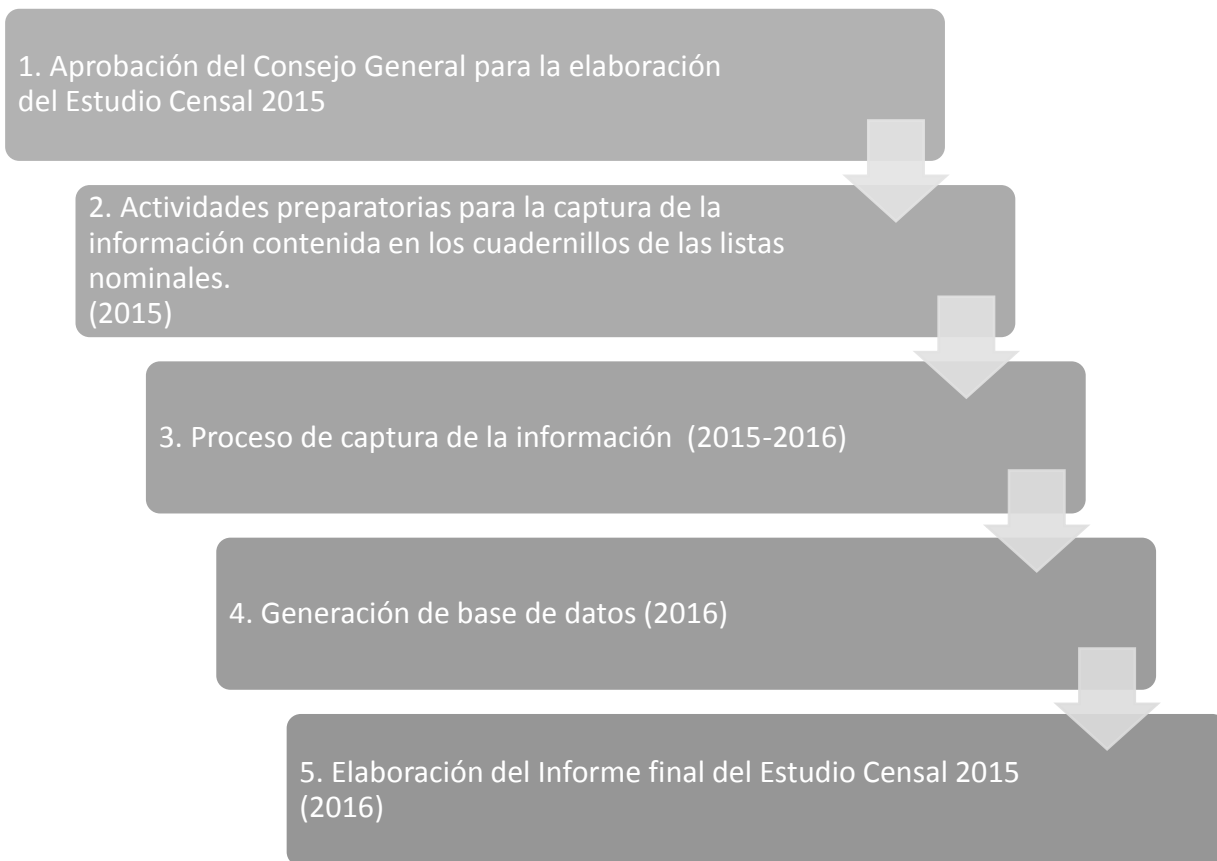 1. Aprobación del Consejo General para la elaboración
del Estudio Censal 2015
2. Actividades preparatorias para la captura de la
información contenida en los cuadernillos de las listas
nominales.
(2015)
3. Proceso de captura de la información  (2015-2016)
4. Generación de base de datos (2016)
5. Elaboración del Informe final del Estudio Censal 2015
(2016)